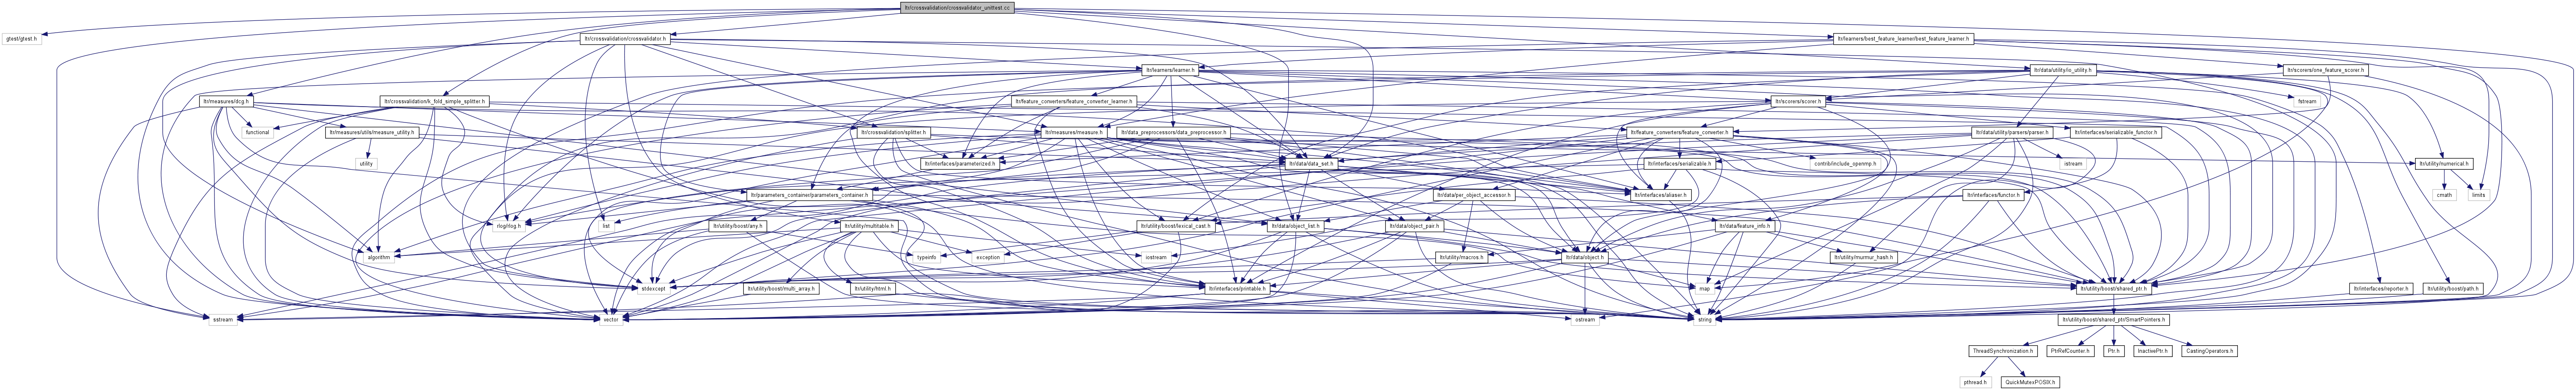 ltr/crossvalidation/crossvalidator_unittest.cc
gtest/gtest.h
ltr/crossvalidation/crossvalidator.h
ltr/learners/best_feature_learner/best_feature_learner.h
ltr/learners/learner.h
ltr/data/utility/io_utility.h
ltr/scorers/one_feature_scorer.h
ltr/measures/dcg.h
ltr/crossvalidation/k_fold_simple_splitter.h
ltr/feature_converters/feature_converter_learner.h
ltr/scorers/scorer.h
fstream
functional
ltr/measures/utils/measure_utility.h
ltr/crossvalidation/splitter.h
ltr/measures/measure.h
ltr/data_preprocessors/data_preprocessor.h
ltr/feature_converters/feature_converter.h
ltr/data/utility/parsers/parser.h
ltr/interfaces/serializable_functor.h
utility
ltr/interfaces/parameterized.h
ltr/data/data_set.h
contrib/include_openmp.h
ltr/interfaces/serializable.h
istream
ltr/utility/numerical.h
ltr/parameters_container/parameters_container.h
ltr/data/per_object_accessor.h
ltr/interfaces/aliaser.h
ltr/interfaces/functor.h
cmath
limits
rlog/rlog.h
list
ltr/utility/boost/any.h
ltr/utility/multitable.h
ltr/utility/boost/lexical_cast.h
ltr/data/object_list.h
ltr/data/object_pair.h
ltr/data/feature_info.h
algorithm
typeinfo
exception
iostream
ltr/utility/macros.h
ltr/data/object.h
ltr/utility/murmur_hash.h
stdexcept
ltr/utility/boost/multi_array.h
ltr/utility/html.h
ltr/interfaces/printable.h
map
ltr/utility/boost/shared_ptr.h
ltr/interfaces/reporter.h
ltr/utility/boost/path.h
sstream
vector
ostream
string
ltr/utility/boost/shared_ptr/SmartPointers.h
ThreadSynchronization.h
PtrRefCounter.h
Ptr.h
InactivePtr.h
CastingOperators.h
pthread.h
QuickMutexPOSIX.h